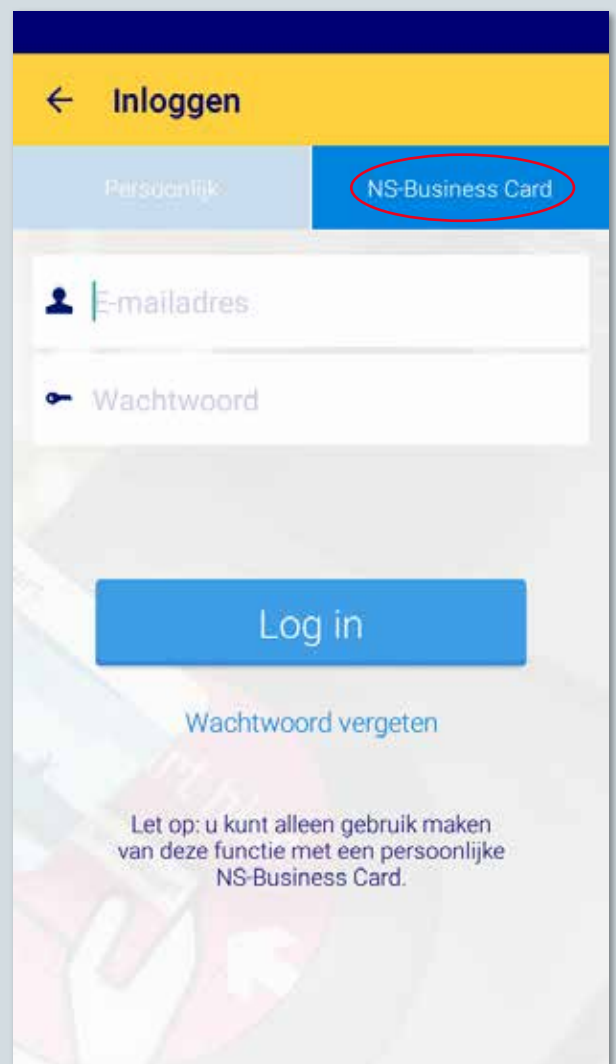 Inloggen
Persoonlijk NS-Business Card
E-mailadres
Wachtwoord
Log in
Wachtwoord vergeten
Let op: u kunt alleen gebruik maken
van deze functie met een persoonlijke
NS-Business Card.